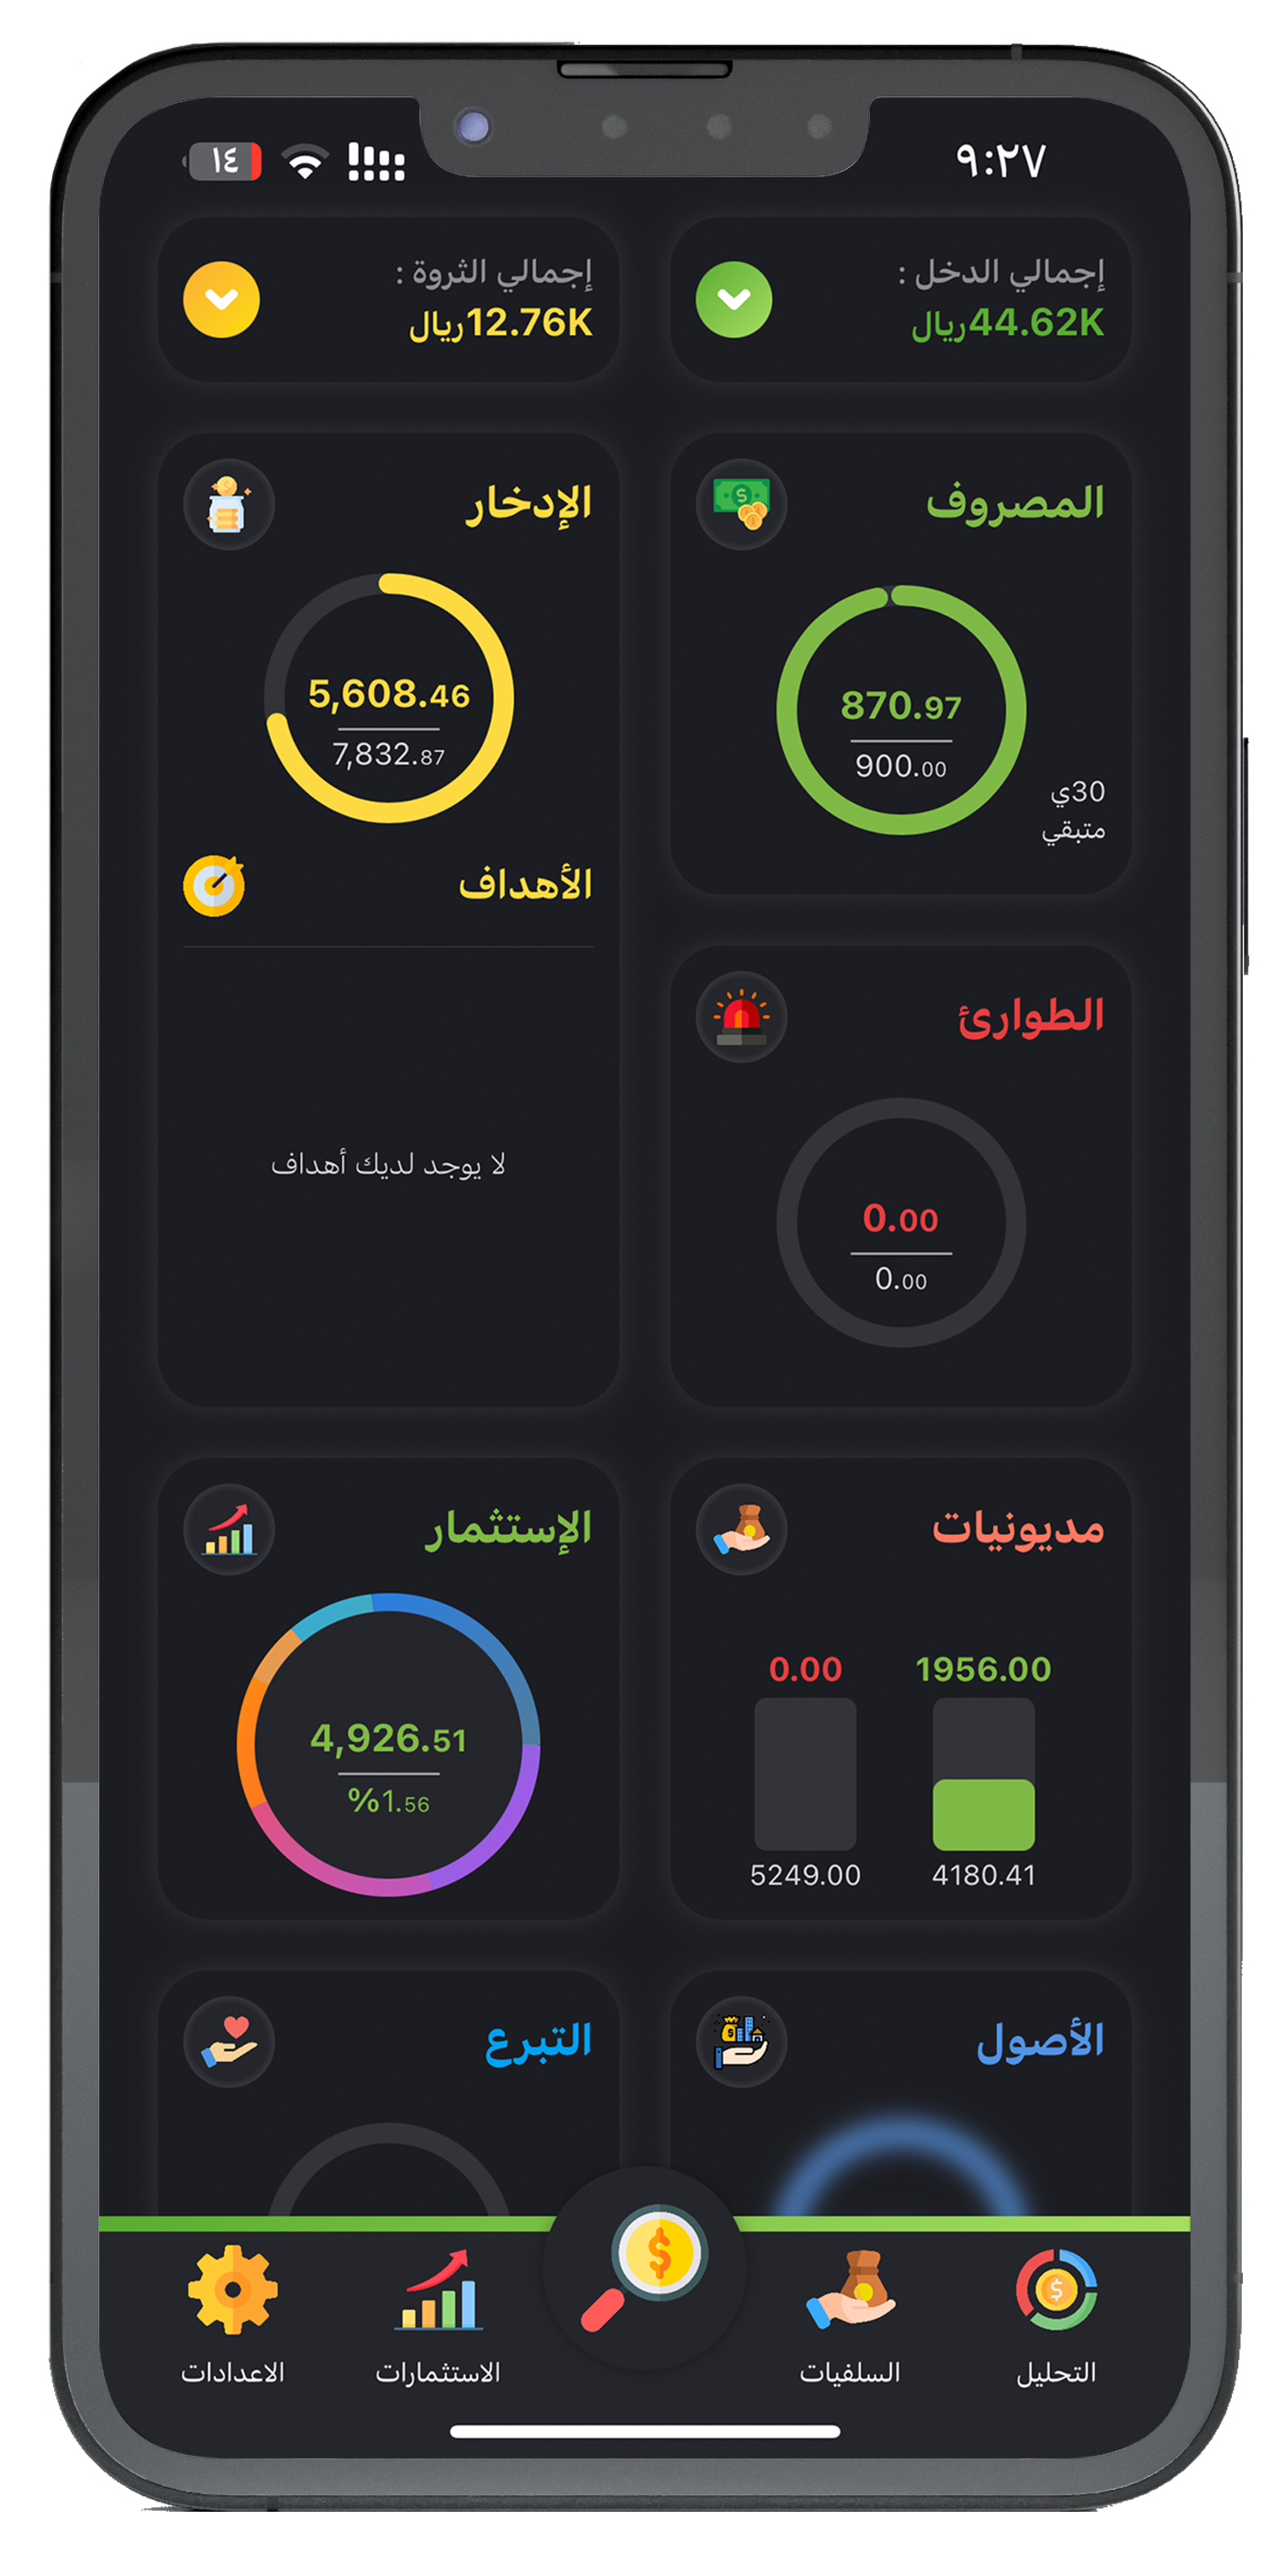 ٩:٢٧
١٤
إجمالي الدخل :
44.62Kريال
إجمالي الثروة :
12.76Kريال
المصروف
870.97
900.00
30ي
متبقي
الإدخار
5,608.46
7,832.87
الأهداف
لا يوجد لديك أهداف
الطوارئ
0.00
0.00
مديونيات
1956.00
0.00
4180.41
5249.00
الإستثمار
4,926.51
%1.56
الأصول
التبرع
التحليل
السلفيات
الاستثمارات
الاعدادات